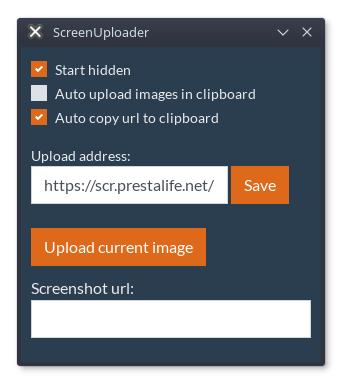 ScreenUploader
Start hidden
Auto upload images in clipboard
Auto copy url to clipboard
Upload address:
https://scr.prestalife.net/ Save
Upload current image
Screenshot url: